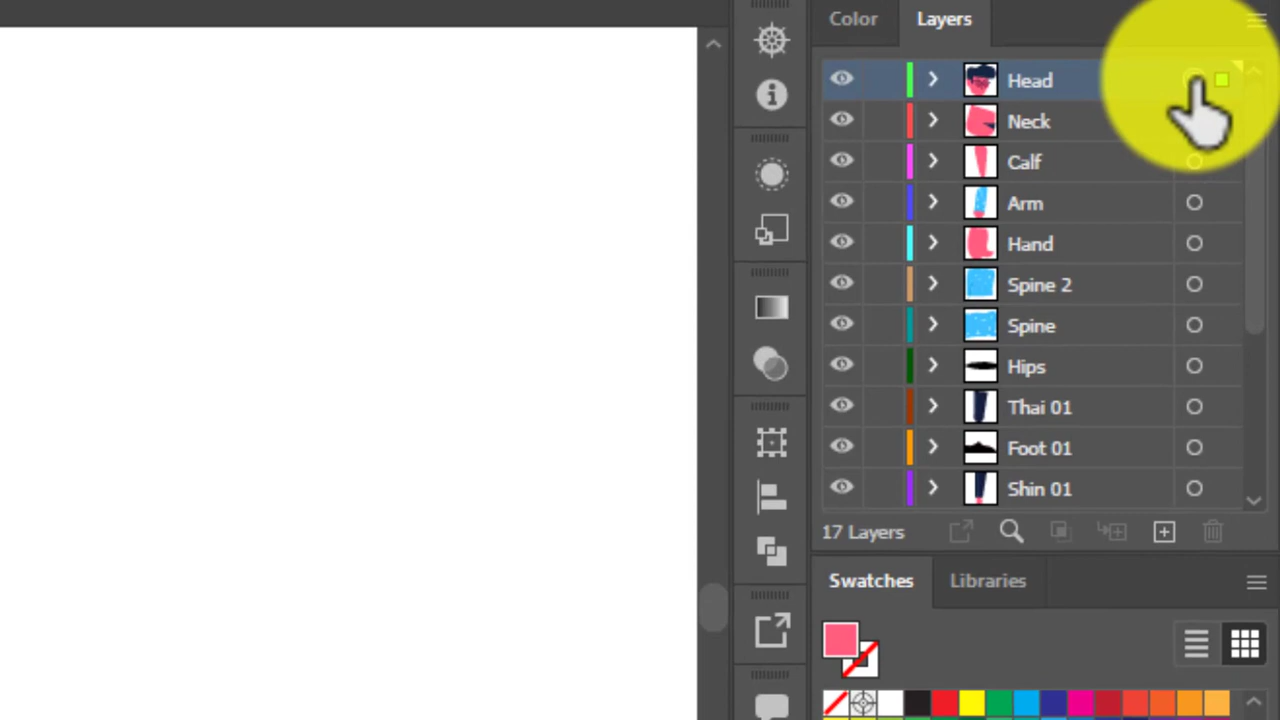 Color Layers
Head
Neck
Calf
Arm
Hand
Spine 2
Spine
Hips
Thai 01
Foot 01
Shin 01
17 Layers
Swatches Libraries